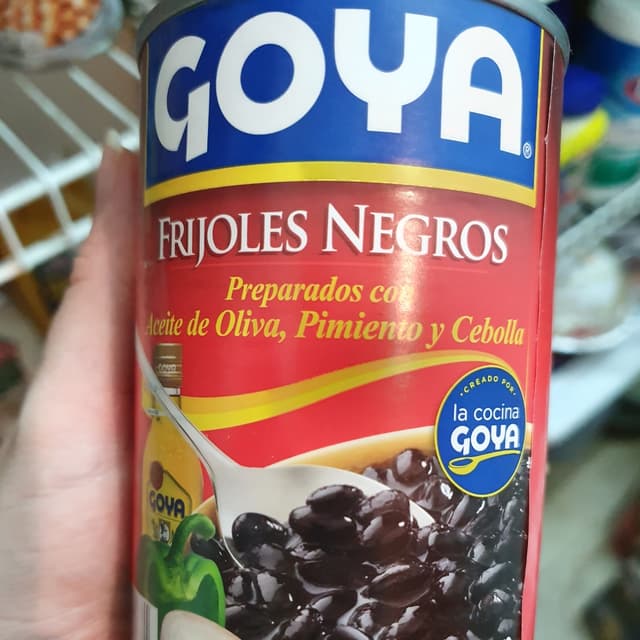 GOYA®
FRIJOLES NEGROS
Preparados con
Aceite de Oliva, Pimiento y Cebolla
CREADO POR
la cocina
GOYA
GOYA